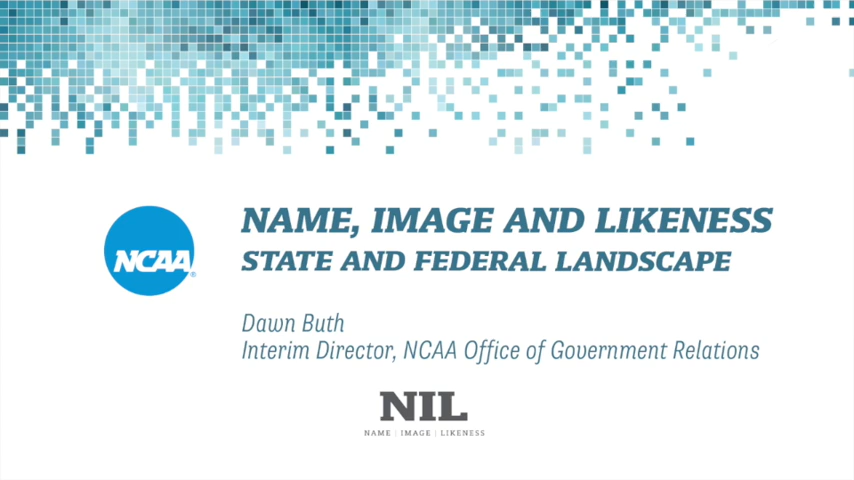 NAME, IMAGE AND LIKENESS
NCAA®
STATE AND FEDERAL LANDSCAPE
Dawn Buth
Interim Director, NCAA Office of Government Relations
NIL
NAME | IMAGE | LIKENESS